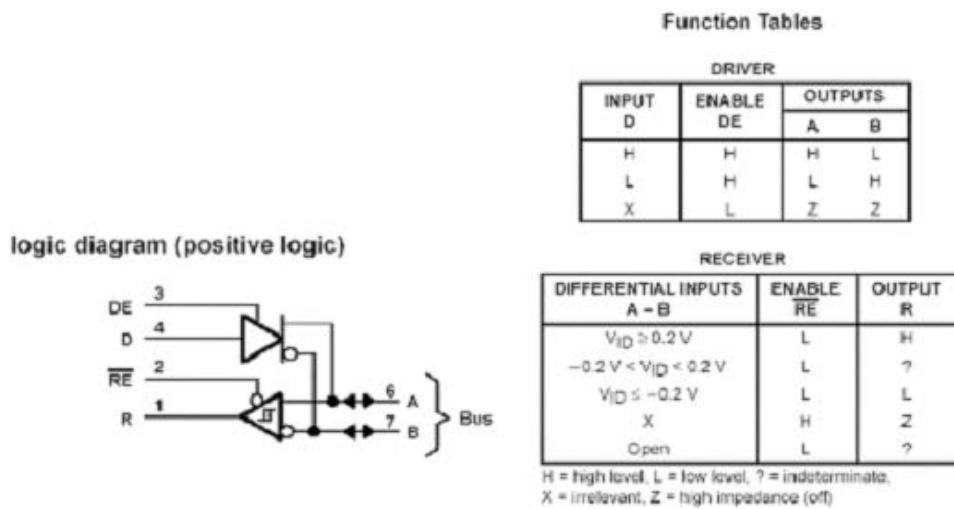 Function Tables
DRIVER
INPUT D ENABLE DE OUTPUTS A B
H H H L
L H L H
X L Z Z
logic diagram (positive logic)
DE 3
D 4
RE 2
R 1
6 A
7 B
Bus
RECEIVER
DIFFERENTIAL INPUTS A – B ENABLE RE OUTPUT R
VID ≥ 0.2 V L H
−0.2 V < VID < 0.2 V L ?
VID ≤ −0.2 V L L
X H Z
Open L ?
H = high level, L = low level, ? = indeterminate,
X = irrelevant, Z = high impedance (off)